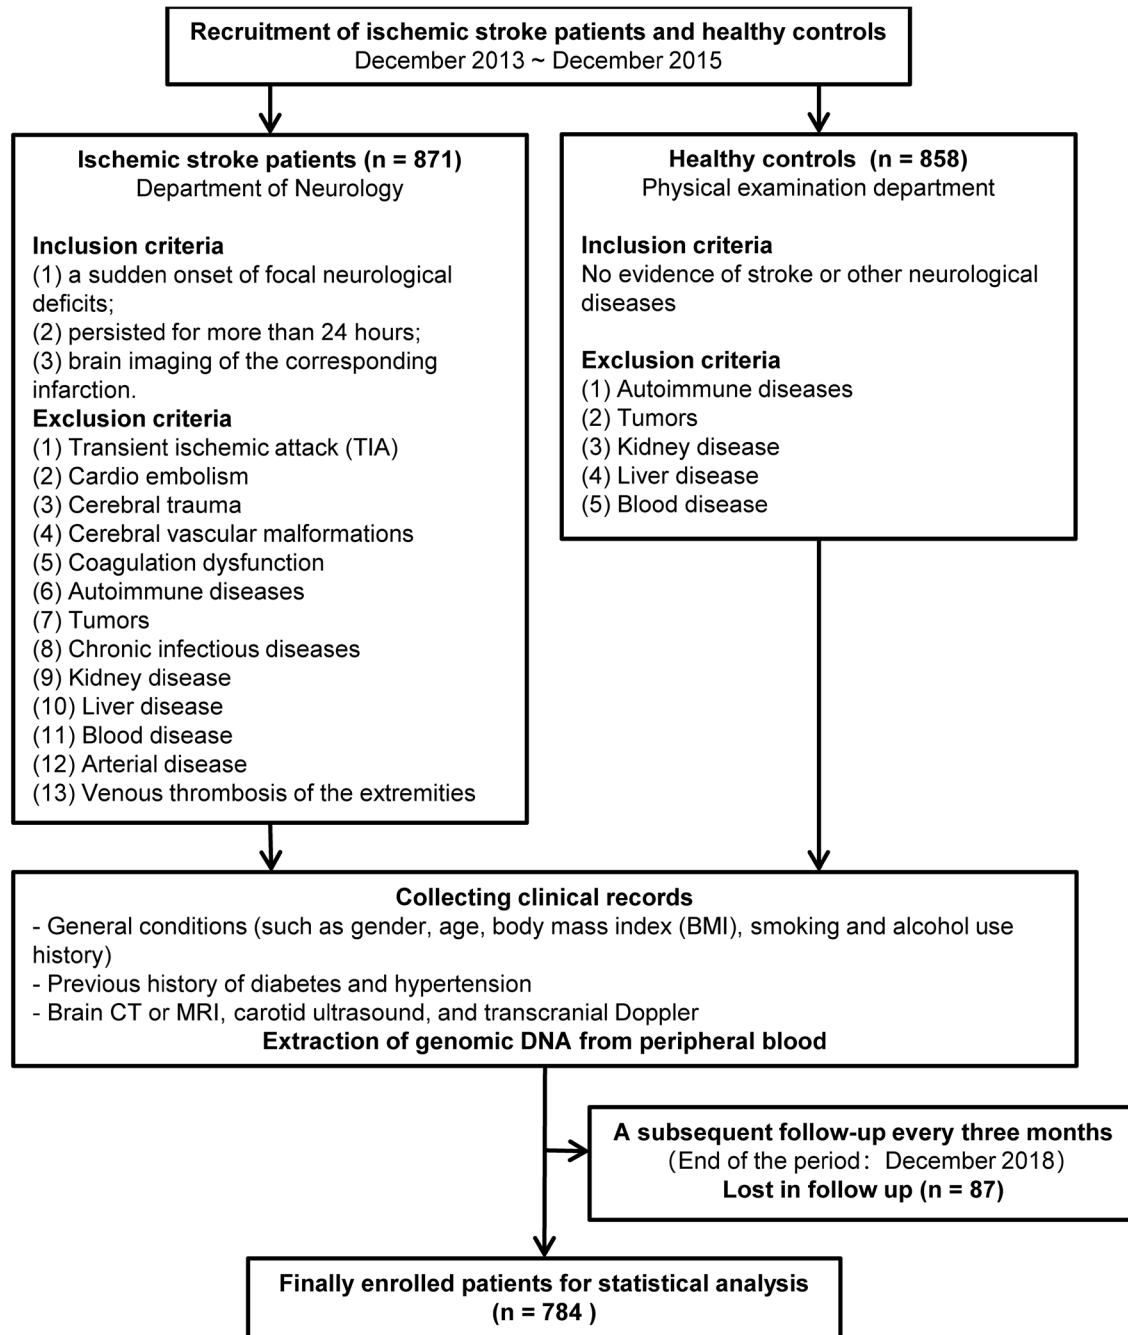 Recruitment of ischemic stroke patients and healthy controls
December 2013 ~ December 2015
Ischemic stroke patients (n = 871)
Department of Neurology
Inclusion criteria
(1) a sudden onset of focal neurological
deficits;
(2) persisted for more than 24 hours;
(3) brain imaging of the corresponding
infarction.
Exclusion criteria
(1) Transient ischemic attack (TIA)
(2) Cardio embolism
(3) Cerebral trauma
(4) Cerebral vascular malformations
(5) Coagulation dysfunction
(6) Autoimmune diseases
(7) Tumors
(8) Chronic infectious diseases
(9) Kidney disease
(10) Liver disease
(11) Blood disease
(12) Arterial disease
(13) Venous thrombosis of the extremities
Healthy controls (n = 858)
Physical examination department
Inclusion criteria
No evidence of stroke or other neurological
diseases
Exclusion criteria
(1) Autoimmune diseases
(2) Tumors
(3) Kidney disease
(4) Liver disease
(5) Blood disease
Collecting clinical records
- General conditions (such as gender, age, body mass index (BMI), smoking and alcohol use
history)
- Previous history of diabetes and hypertension
- Brain CT or MRI, carotid ultrasound, and transcranial Doppler
Extraction of genomic DNA from peripheral blood
A subsequent follow-up every three months
(End of the period: December 2018)
Lost in follow up (n = 87)
Finally enrolled patients for statistical analysis
(n = 784 )